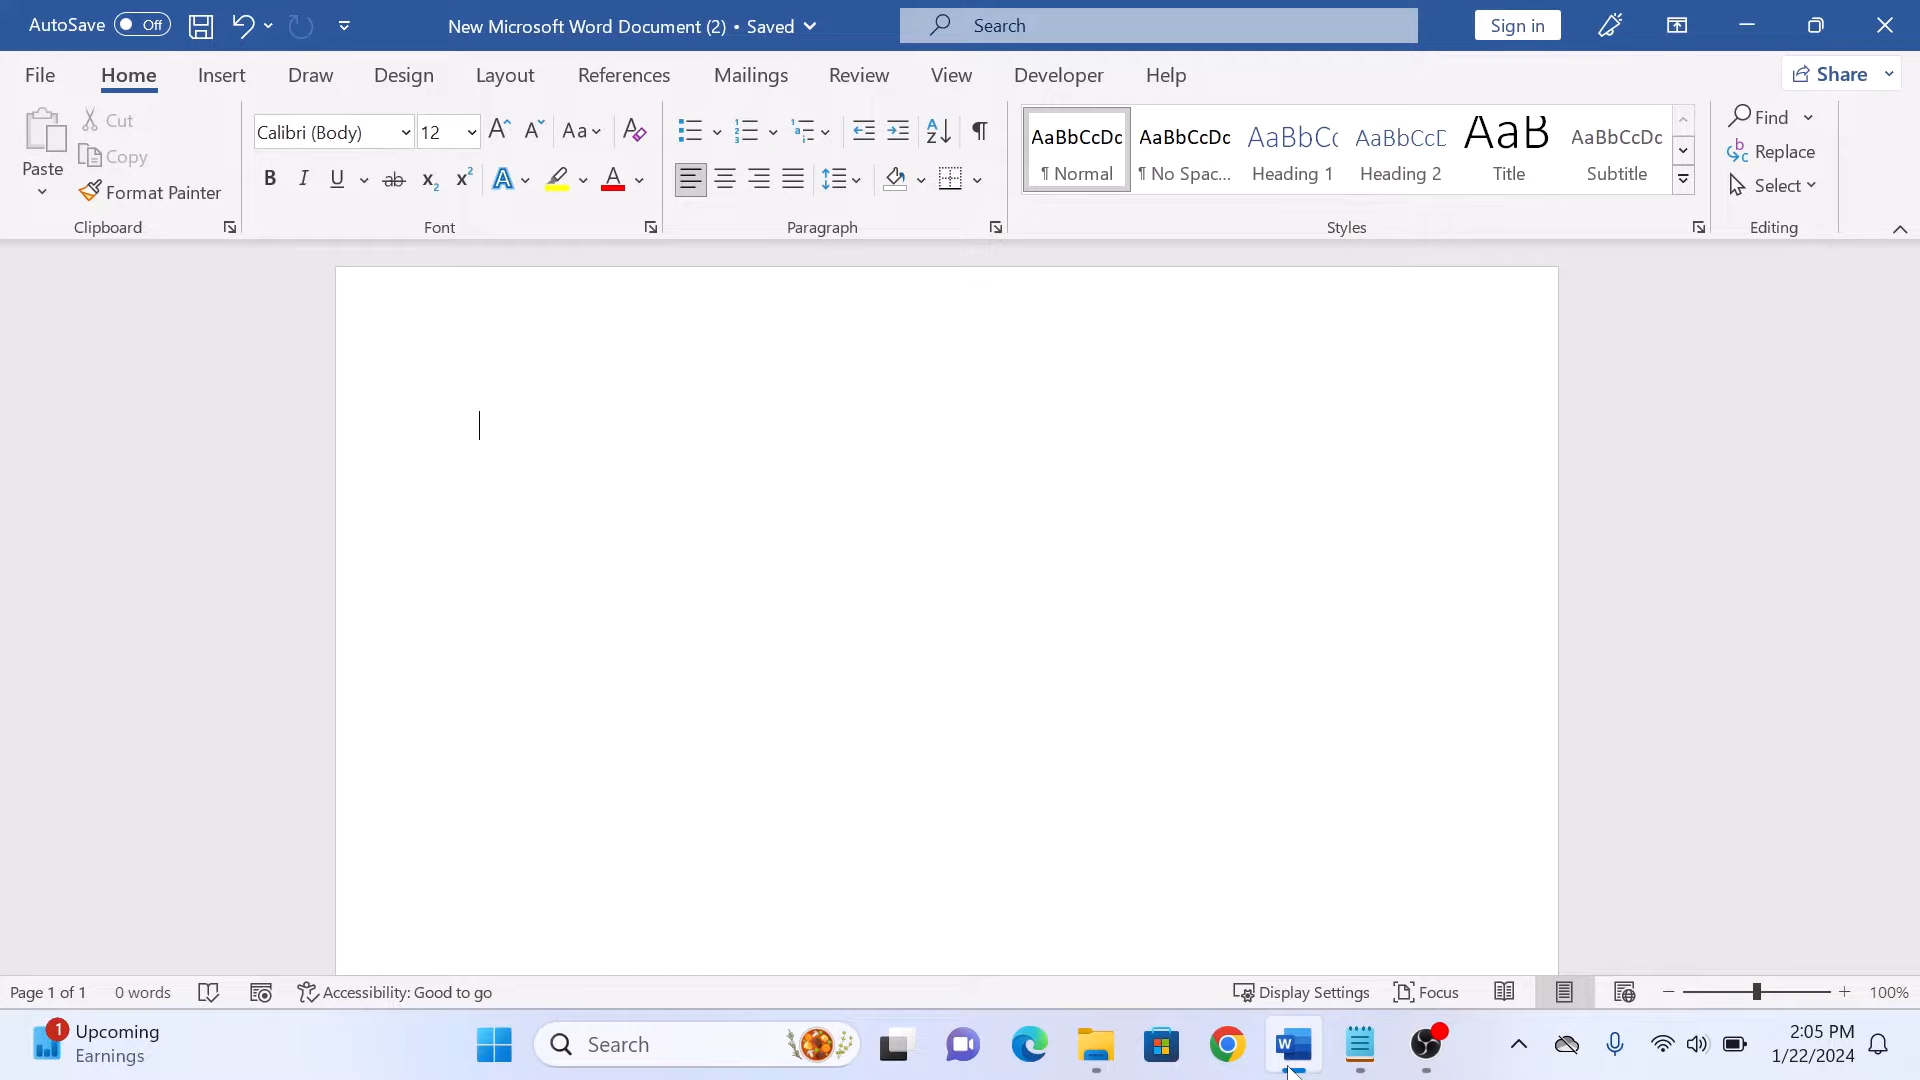 AutoSave Off New Microsoft Word Document (2) • Saved Search Sign in
File Home Insert Draw Design Layout References Mailings Review View Developer Help Share
Paste
Cut
Copy
Format Painter
Clipboard
Calibri (Body) 12
Font
Paragraph
AaBbCcDc AaBbCcDc AaBbCc AaBbCcD AaB AaBbCcDc
¶ Normal ¶ No Spac... Heading 1 Heading 2 Title Subtitle
Styles
Find
Replace
Select
Editing
Page 1 of 1 0 words Accessibility: Good to go Display Settings Focus 100%
1 Upcoming
Earnings
Search
2:05 PM
1/22/2024